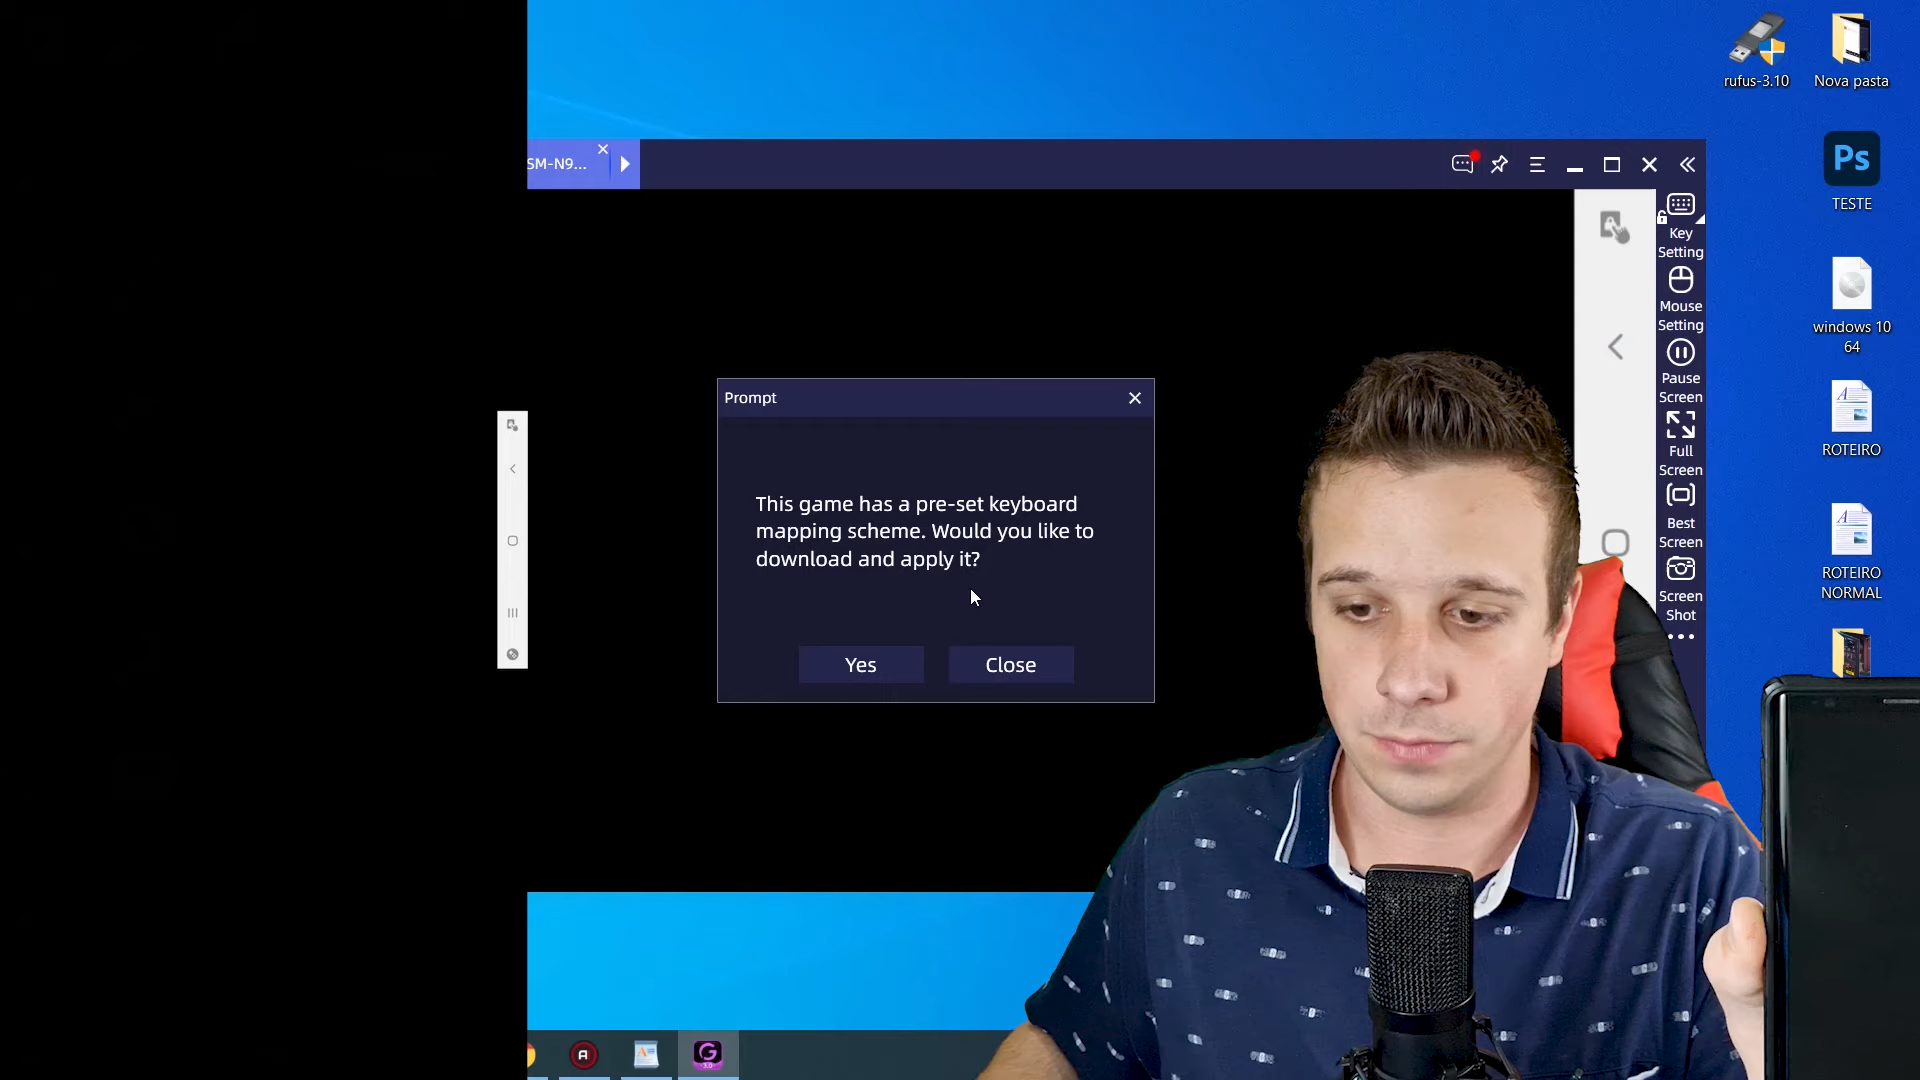 rufus-3.10
Nova pasta
SM-N9...
TESTE
Ps
Key
Setting
Mouse
Setting
Pause
Screen
Full
Screen
Best
Screen
Screen
Shot
windows 10
64
ROTEIRO
ROTEIRO
NORMAL
Prompt
This game has a pre-set keyboard
mapping scheme. Would you like to
download and apply it?
Yes
Close
A
G
3.0